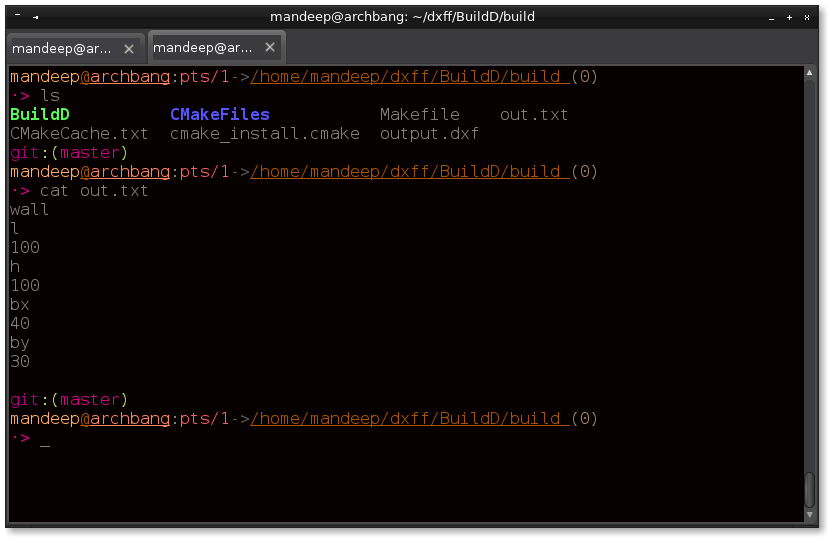 mandeep@archbang: ~/dxff/BuildD/build
mandeep@ar... mandeep@ar...
mandeep@archbang:pts/1->/home/mandeep/dxff/BuildD/build (0)
·> ls
BuildD CMakeFiles Makefile out.txt
CMakeCache.txt cmake_install.cmake output.dxf
git:(master)
mandeep@archbang:pts/1->/home/mandeep/dxff/BuildD/build (0)
·> cat out.txt
wall
l
100
h
100
bx
40
by
30
git:(master)
mandeep@archbang:pts/1->/home/mandeep/dxff/BuildD/build (0)
·> _